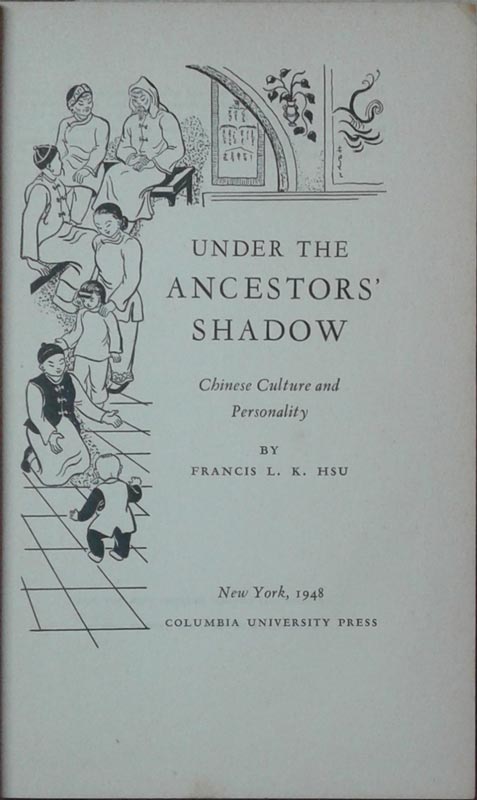 UNDER THE
ANCESTORS'
SHADOW
Chinese Culture and
Personality
BY
FRANCIS L. K. HSU
New York, 1948
COLUMBIA UNIVERSITY PRESS